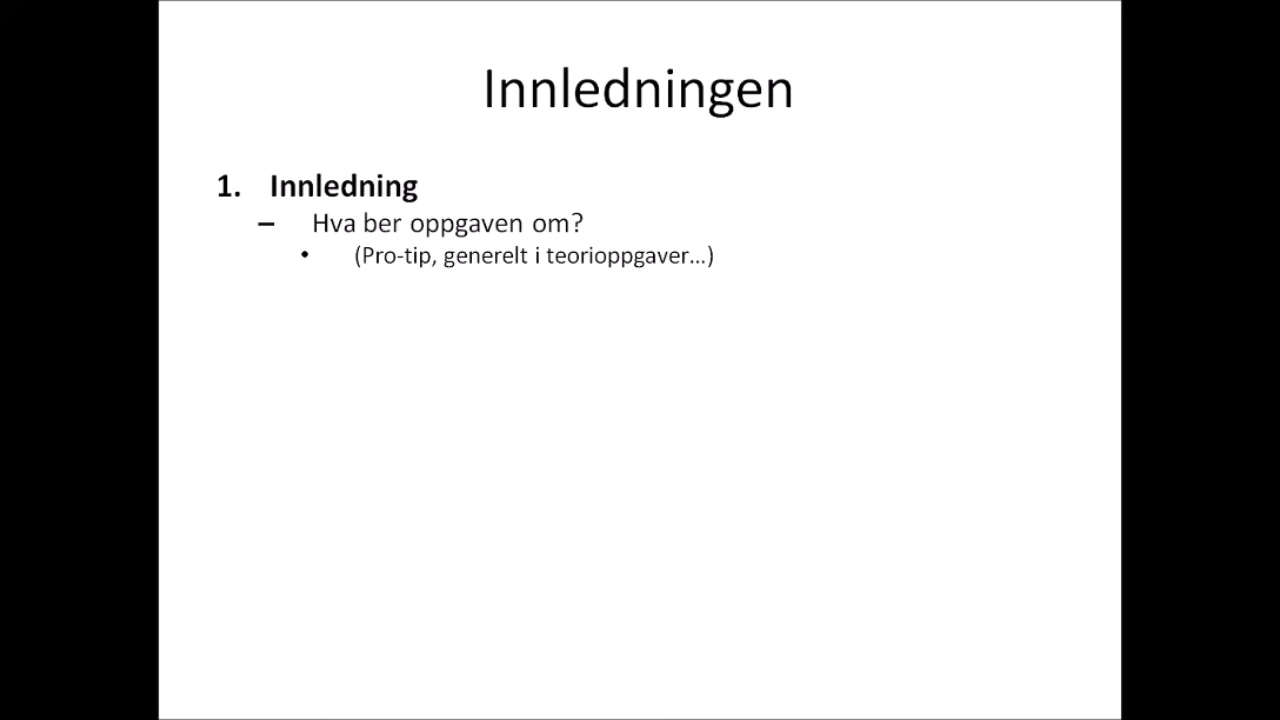 Innledningen
1. Innledning
– Hva ber oppgaven om?
• (Pro-tip, generelt i teorioppgaver...)